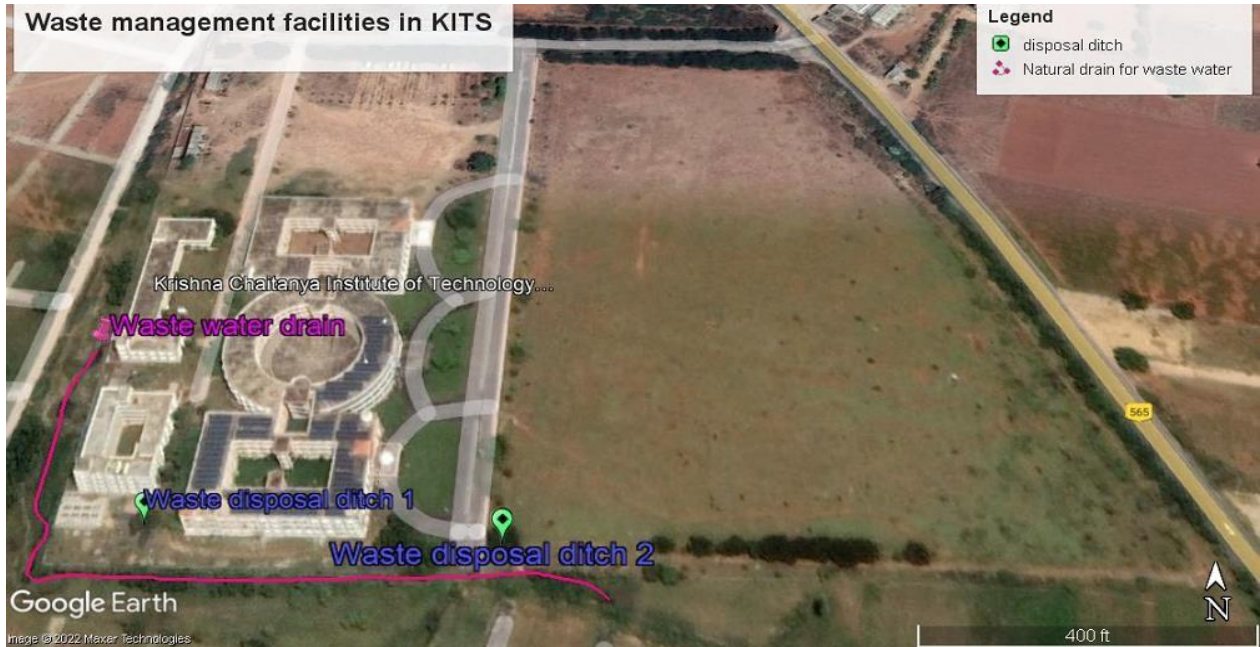 Waste management facilities in KITS
Legend
disposal ditch
Natural drain for waste water
Krishna Chaitanya Institute of Technology,...
Waste water drain
565
Waste disposal ditch 1
Waste disposal ditch 2
Google Earth
N
Image © 2022 Maxar Technologies
400 ft